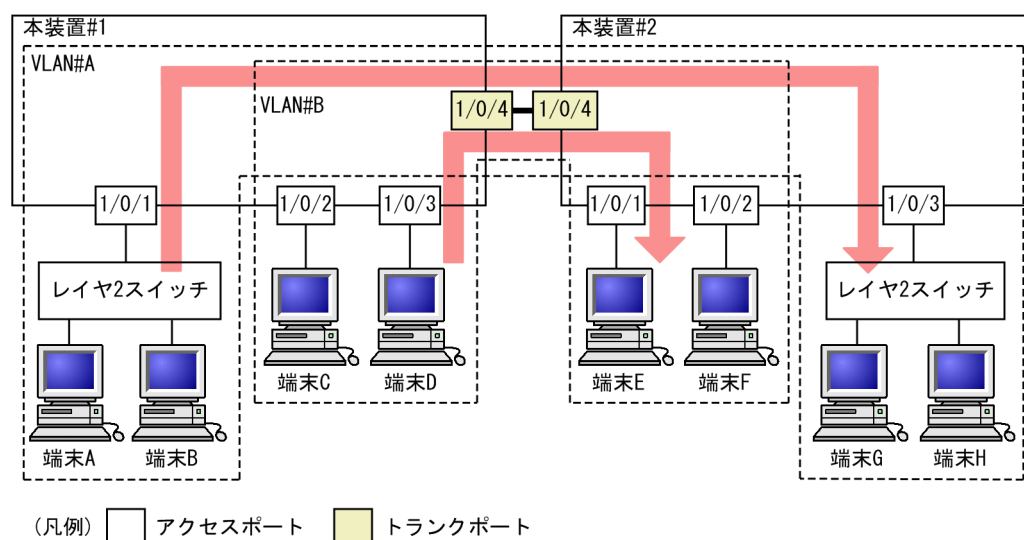 本装置#1
本装置#2
VLAN#A
VLAN#B
1/0/4
1/0/4
1/0/1
1/0/2
1/0/3
1/0/1
1/0/2
1/0/3
レイヤ2スイッチ
レイヤ2スイッチ
端末C
端末D
端末E
端末F
端末A
端末B
端末G
端末H
(凡例)
アクセスポート
トランクポート